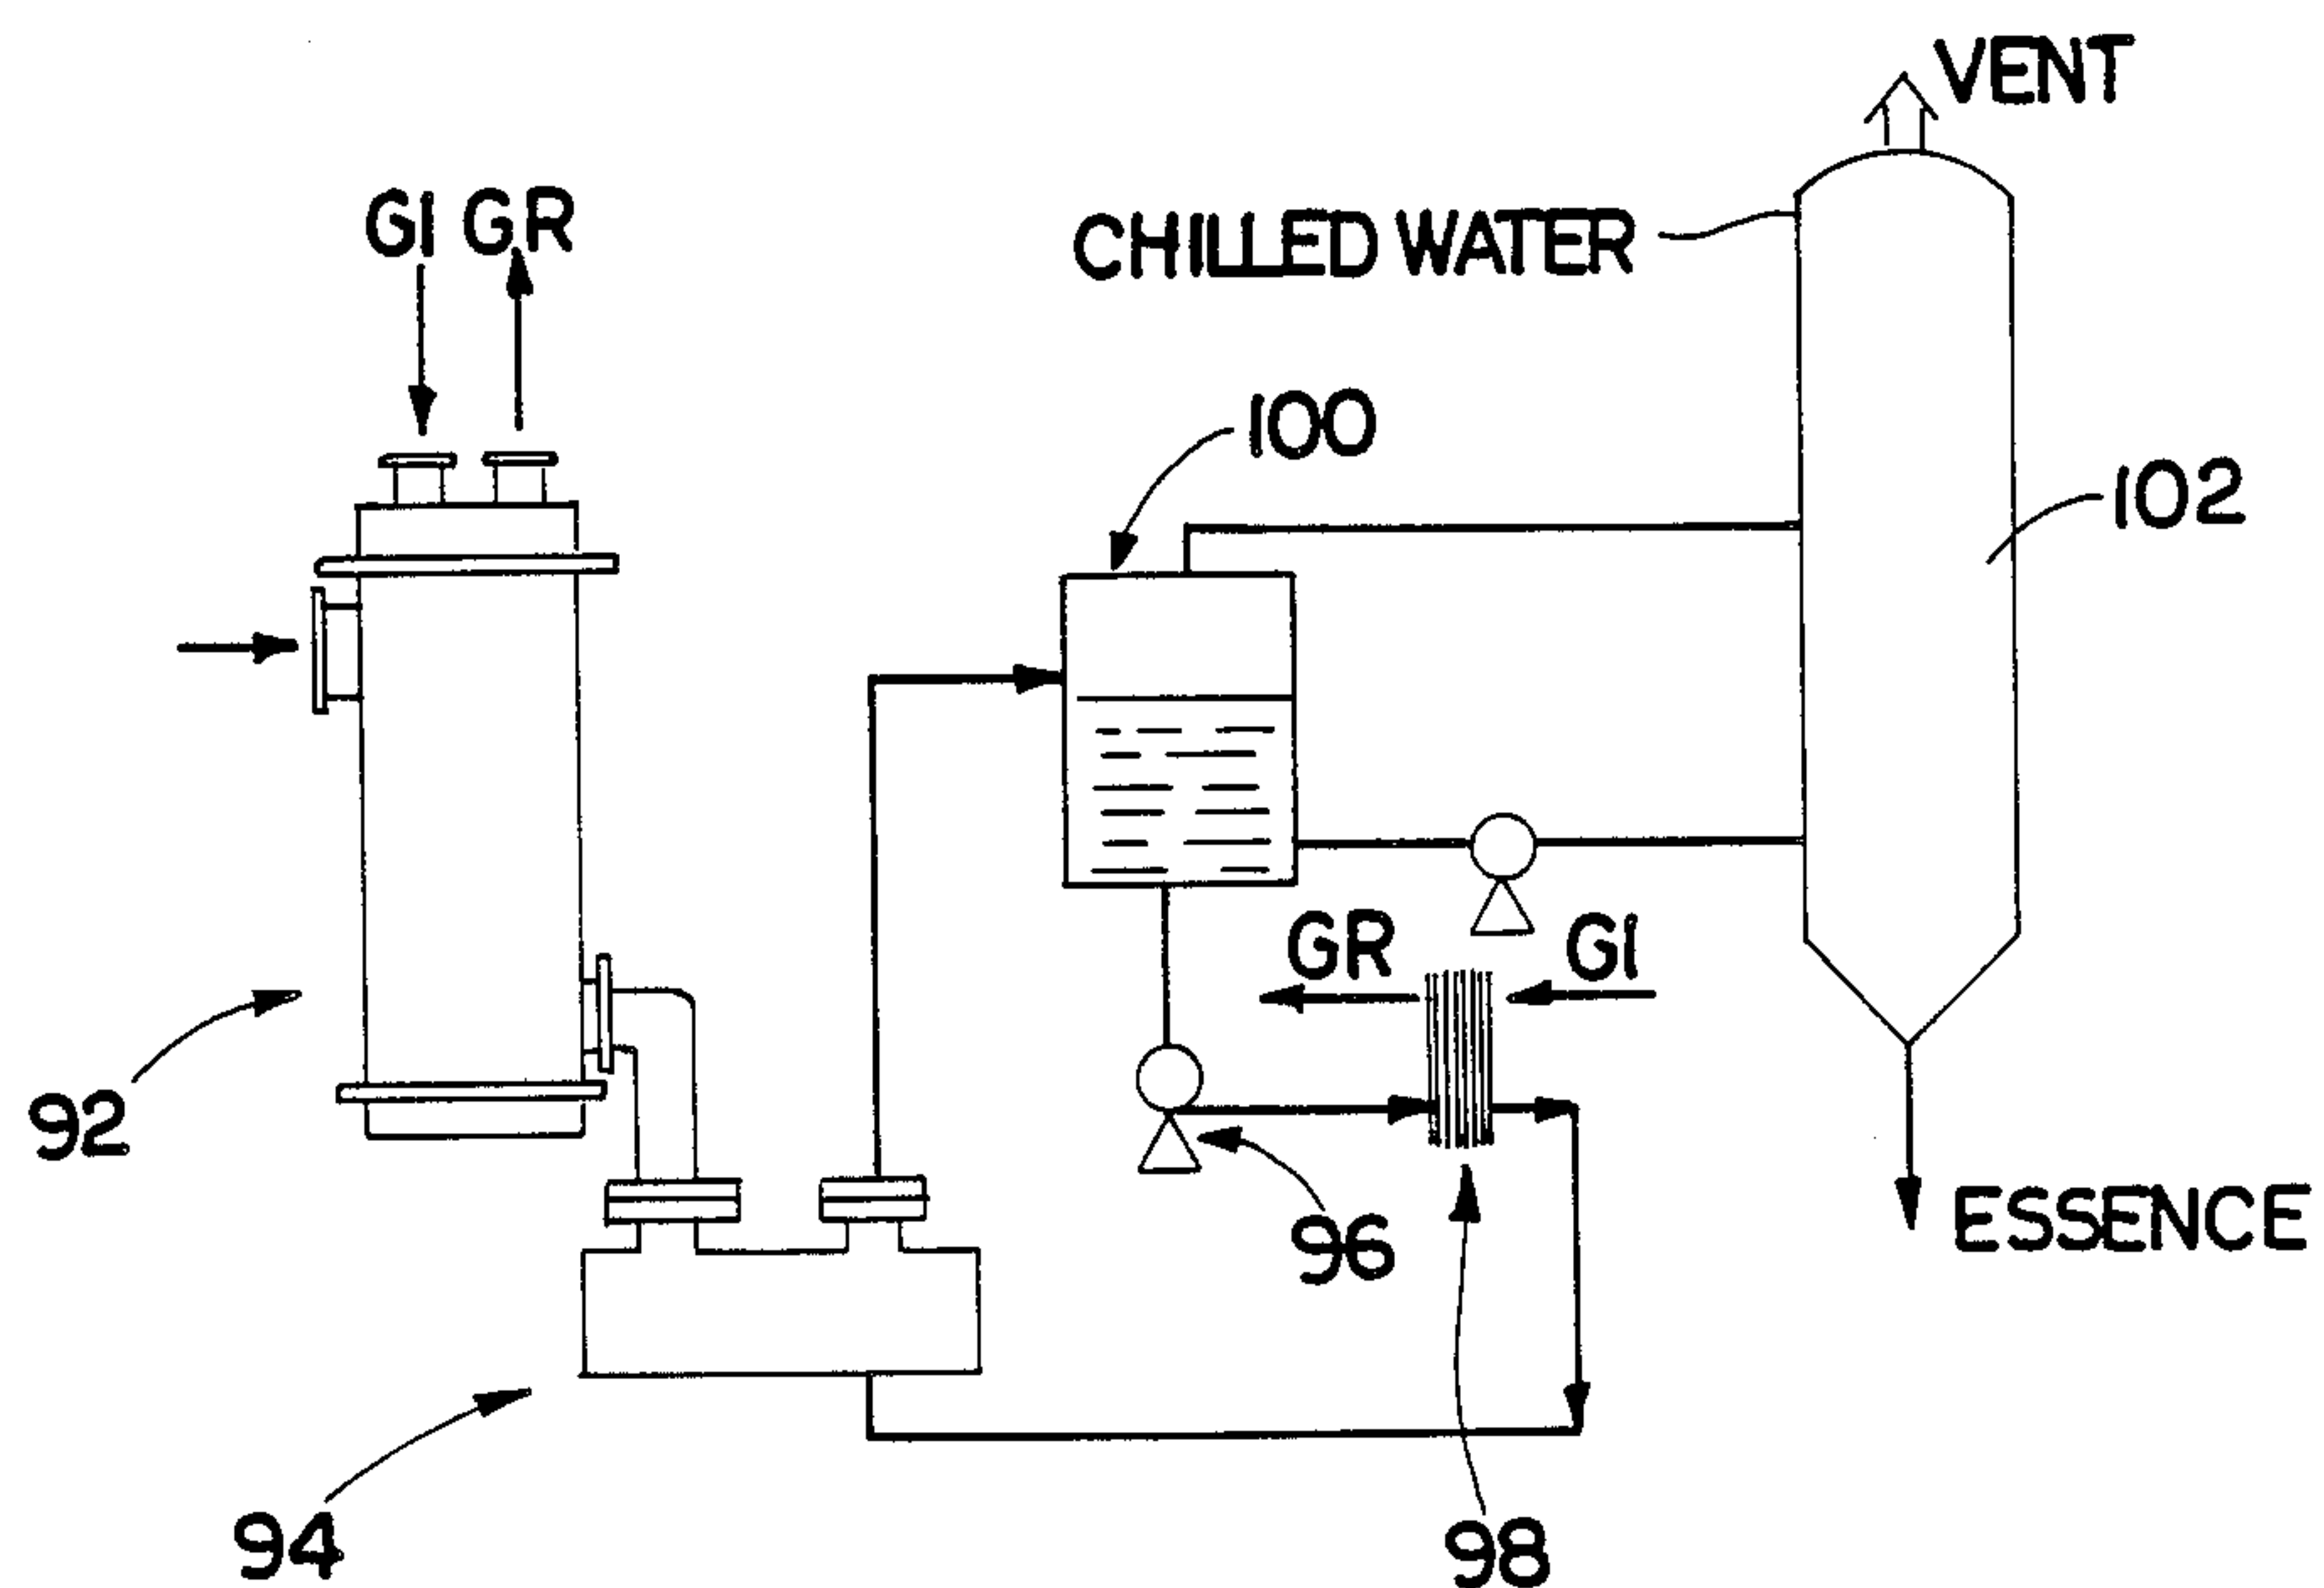 VENT
GI GR
CHILLED WATER
100
102
GR GI
92
96
ESSENCE
94
98